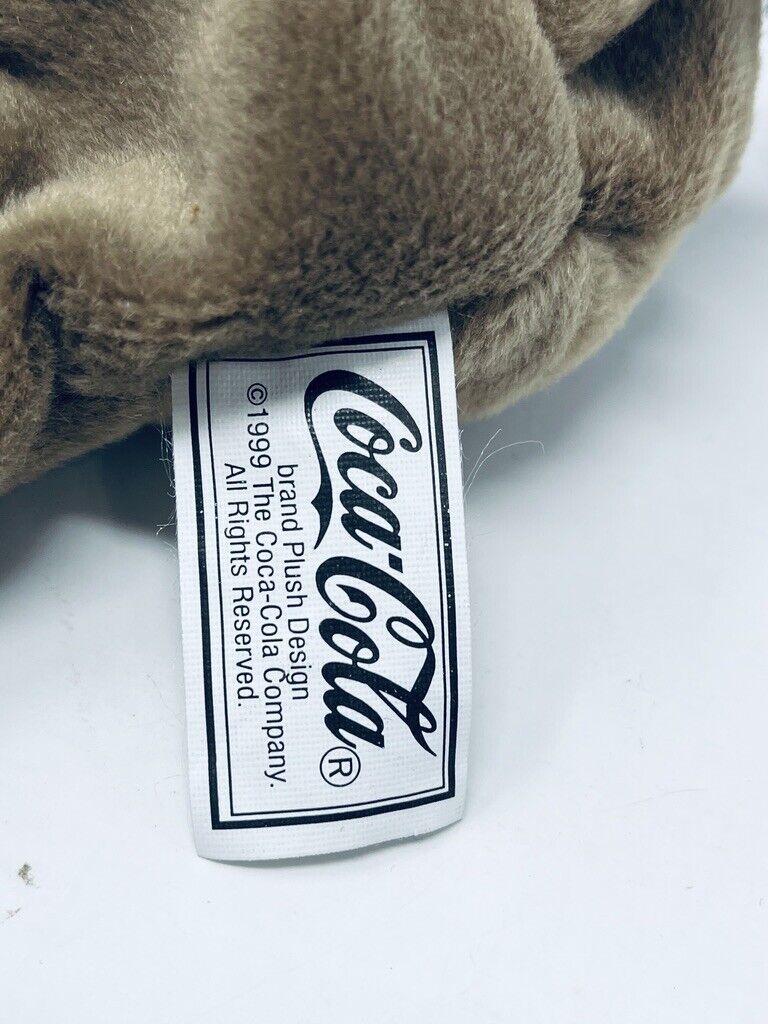 Coca-Cola®
brand Plush Design
©1999 The Coca-Cola Company.
All Rights Reserved.